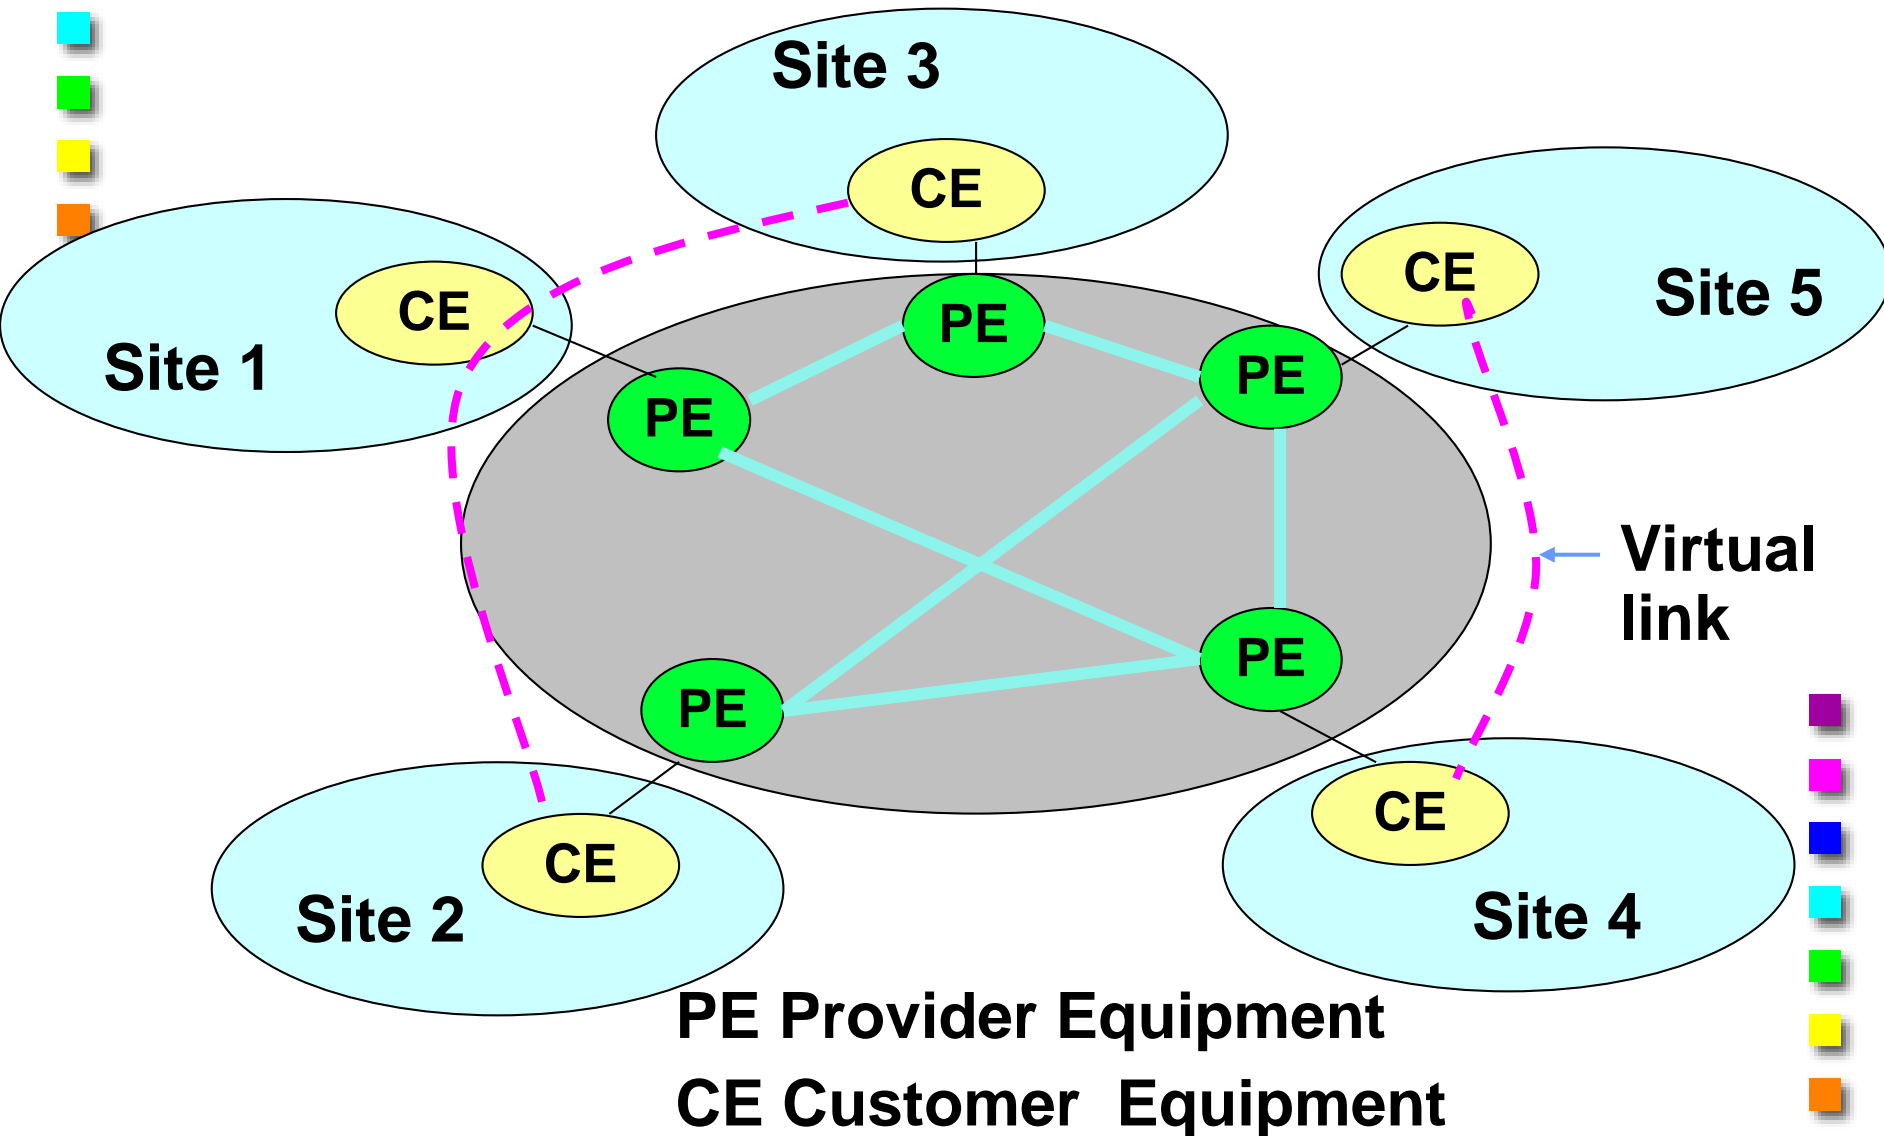 Site 3
CE
CE
Site 5
CE
Site 1
PE
PE
PE
Virtual
link
PE
PE
CE
CE
Site 2
Site 4
PE Provider Equipment
CE Customer  Equipment